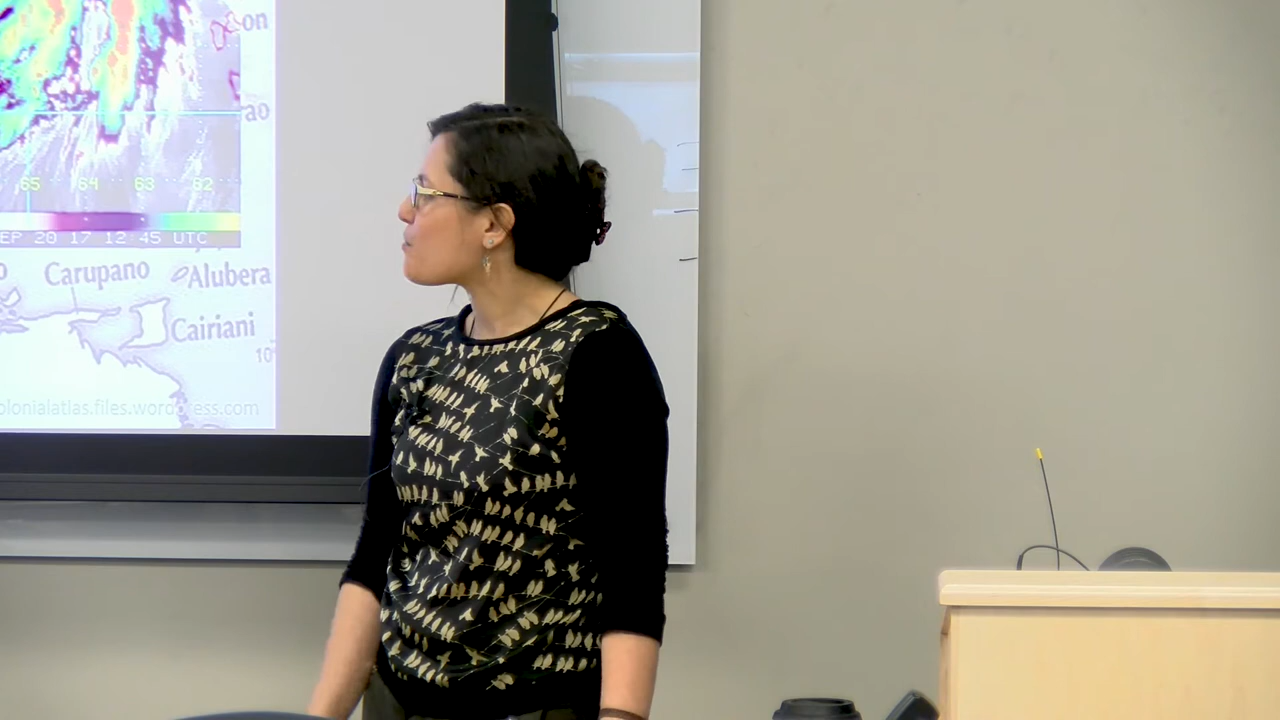 on
ao
65 64 63 62
EP 20 17 12:45 UTC
Carupano
Alubera
Cairiani
10°
olonialatlas.files.wordpress.com